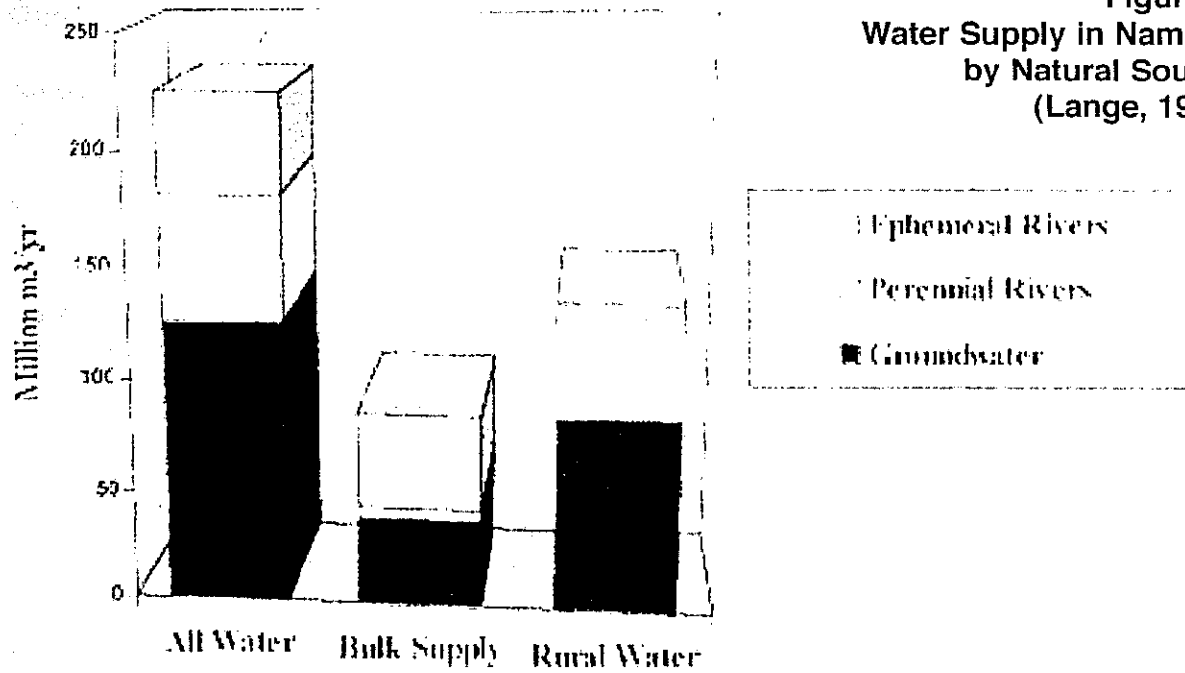 Figur
Water Supply in Nam
by Natural Sou
(Lange, 19
250
200
150
100
50
0
Million m3/yr
Ephemeral Rivers
Perennial Rivers
Groundwater
All Water
Bulk Supply
Rural Water